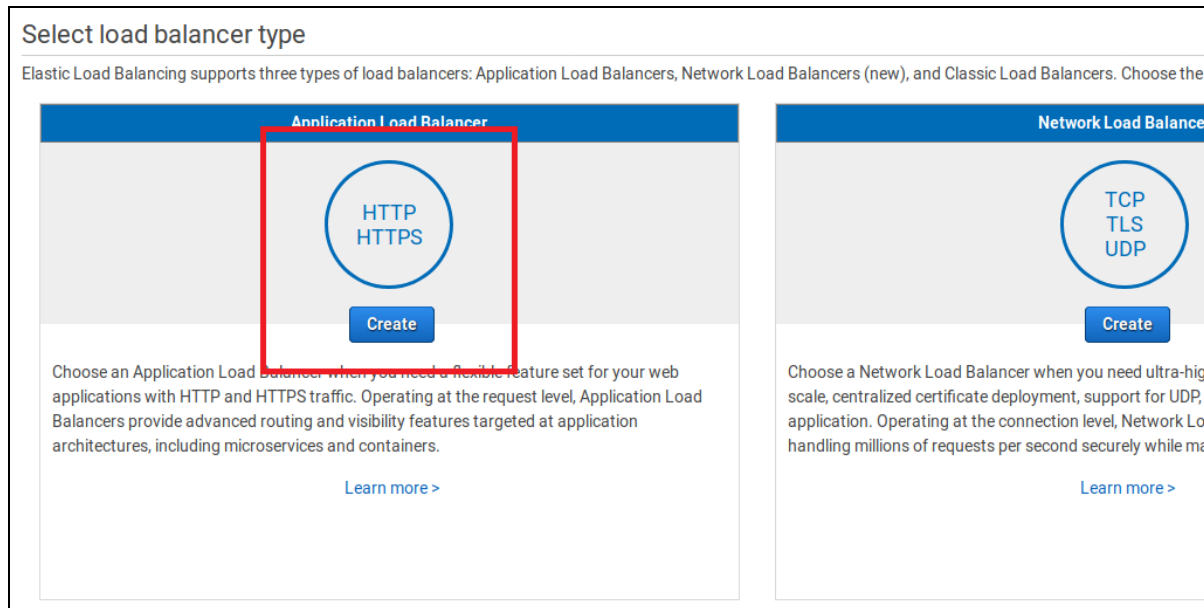 Select load balancer type
Elastic Load Balancing supports three types of load balancers: Application Load Balancers, Network Load Balancers (new), and Classic Load Balancers. Choose the
Application Load Balancer
HTTP
HTTPS
Create
Choose an Application Load Balancer when you need a flexible feature set for your web
applications with HTTP and HTTPS traffic. Operating at the request level, Application Load
Balancers provide advanced routing and visibility features targeted at application
architectures, including microservices and containers.
Learn more >
Network Load Balance
TCP
TLS
UDP
Create
Choose a Network Load Balancer when you need ultra-hig
scale, centralized certificate deployment, support for UDP,
application. Operating at the connection level, Network Lo
handling millions of requests per second securely while ma
Learn more >